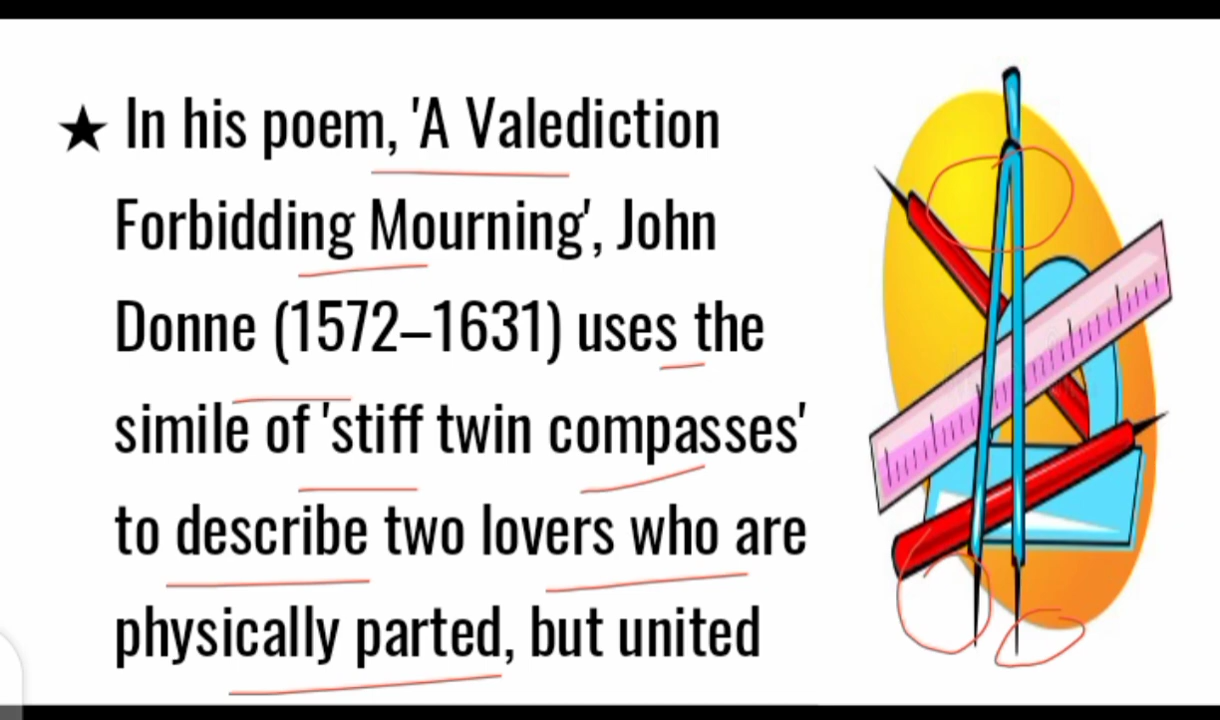 ★ In his poem, 'A Valediction
Forbidding Mourning', John
Donne (1572–1631) uses the
simile of 'stiff twin compasses'
to describe two lovers who are
physically parted, but united